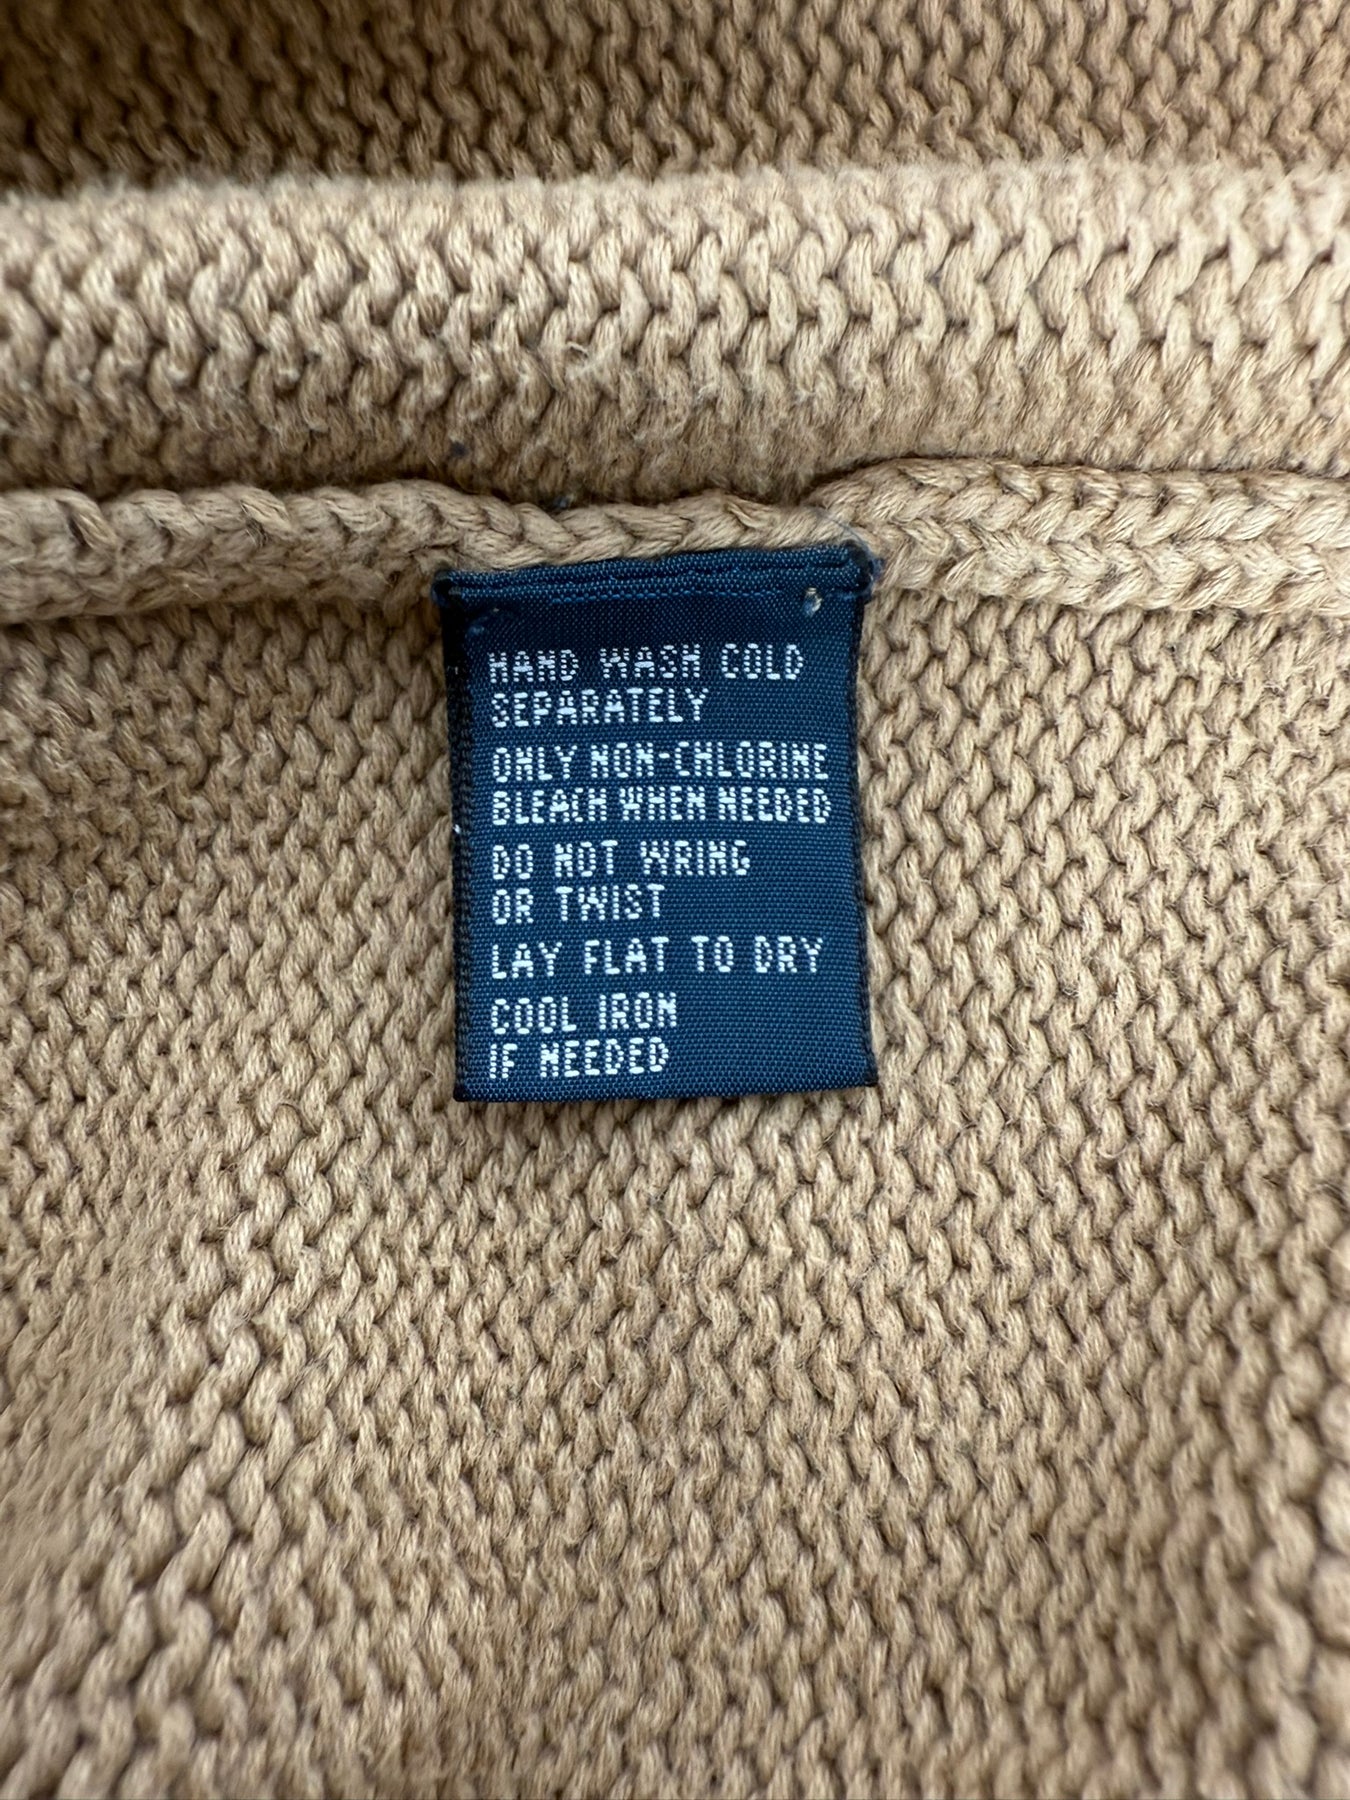 HAND WASH COLD
SEPARATELY
ONLY NON-CHLORINE
BLEACH WHEN NEEDED
DO NOT WRING
OR TWIST
LAY FLAT TO DRY
COOL IRON
IF NEEDED